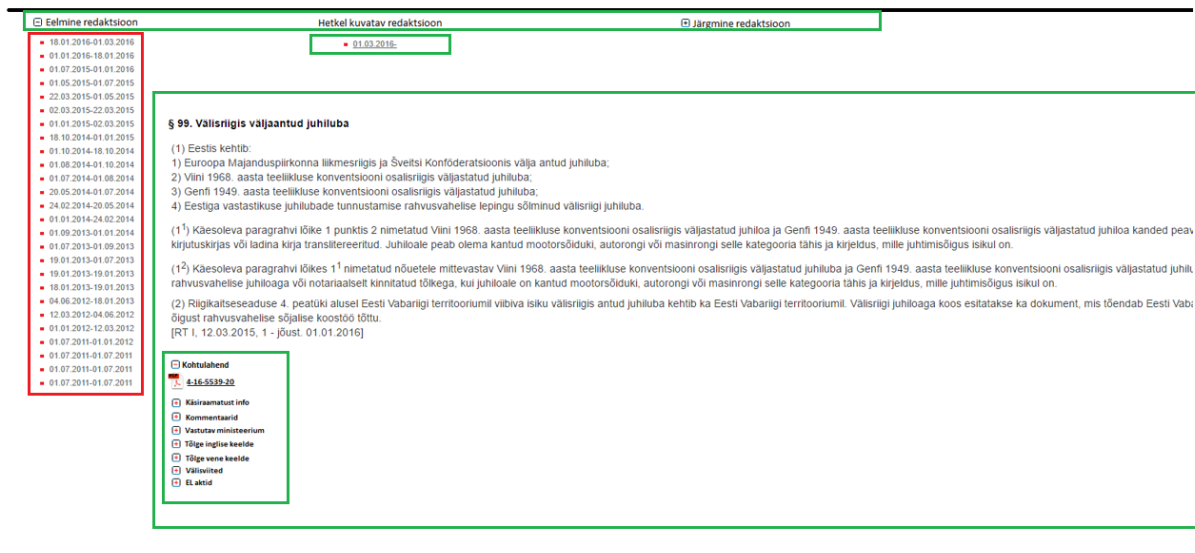 Eelmine redaktsioon
Hetkel kuvatav redaktsioon
Järgmine redaktsioon
18.01.2016-01.03.2016
01.01.2016-18.01.2016
01.07.2015-01.01.2016
01.05.2015-01.07.2015
22.03.2015-01.05.2015
02.03.2015-22.03.2015
01.01.2015-02.03.2015
18.10.2014-01.01.2015
01.10.2014-18.10.2014
01.08.2014-01.10.2014
01.07.2014-01.08.2014
20.05.2014-01.07.2014
24.02.2014-20.05.2014
01.01.2014-24.02.2014
01.09.2013-01.01.2014
01.07.2013-01.09.2013
19.01.2013-01.07.2013
19.01.2013-19.01.2013
18.01.2013-19.01.2013
04.06.2012-18.01.2013
12.03.2012-04.06.2012
01.01.2012-12.03.2012
01.07.2011-01.01.2012
01.07.2011-01.07.2011
01.07.2011-01.07.2011
01.07.2011-01.07.2011
01.03.2016-
§ 99. Välisriigis väljaantud juhiluba
(1) Eestis kehtib:
1) Euroopa Majanduspiirkonna liikmesriigis ja Šveitsi Konföderatsioonis välja antud juhiluba;
2) Viini 1968. aasta teeliikluse konventsiooni osalisriigis väljastatud juhiluba;
3) Genfi 1949. aasta teeliikluse konventsiooni osalisriigis väljastatud juhiluba;
4) Eestiga vastastikuse juhilubade tunnustamise rahvusvahelise lepingu sõlminud välisriigi juhiluba.
(1¹) Käesoleva paragrahvi lõike 1 punktis 2 nimetatud Viini 1968. aasta teeliikluse konventsiooni osalisriigis väljastatud juhiloa ja Genfi 1949. aasta teeliikluse konventsiooni osalisriigis väljastatud juhiloa kanded peav
kirjutuskirjas või ladina kirja translitereeritud. Juhiloale peab olema kantud mootorsõiduki, autorongi või masinrongi selle kategooria tähis ja kirjeldus, mille juhtimisõigus isikul on.
(1²) Käesoleva paragrahvi lõikes 1¹ nimetatud nõuetele mittevastav Viini 1968. aasta teeliikluse konventsiooni osalisriigis väljastatud juhiluba ja Genfi 1949. aasta teeliikluse konventsiooni osalisriigis väljastatud juhilu
rahvusvahelise juhiloaga või notariaalselt kinnitatud tõlkega, kui juhiloale on kantud mootorsõiduki, autorongi või masinrongi selle kategooria tähis ja kirjeldus, mille juhtimisõigus isikul on.
(2) Riigikaitseseaduse 4. peatüki alusel Eesti Vabariigi territooriumil viibiva isiku välisriigis antud juhiluba kehtib ka Eesti Vabariigi territooriumil. Välisriigi juhiloaga koos esitatakse ka dokument, mis tõendab Eesti Vaba
õigust rahvusvahelise sõjalise koostöö tõttu.
[RT I, 12.03.2015, 1 - jõust. 01.01.2016]
Kohtulahend
4-16-5539-20
Käsiraamatust info
Kommentaarid
Vastutav ministeerium
Tõlge inglise keelde
Tõlge vene keelde
Välisviited
EL aktid